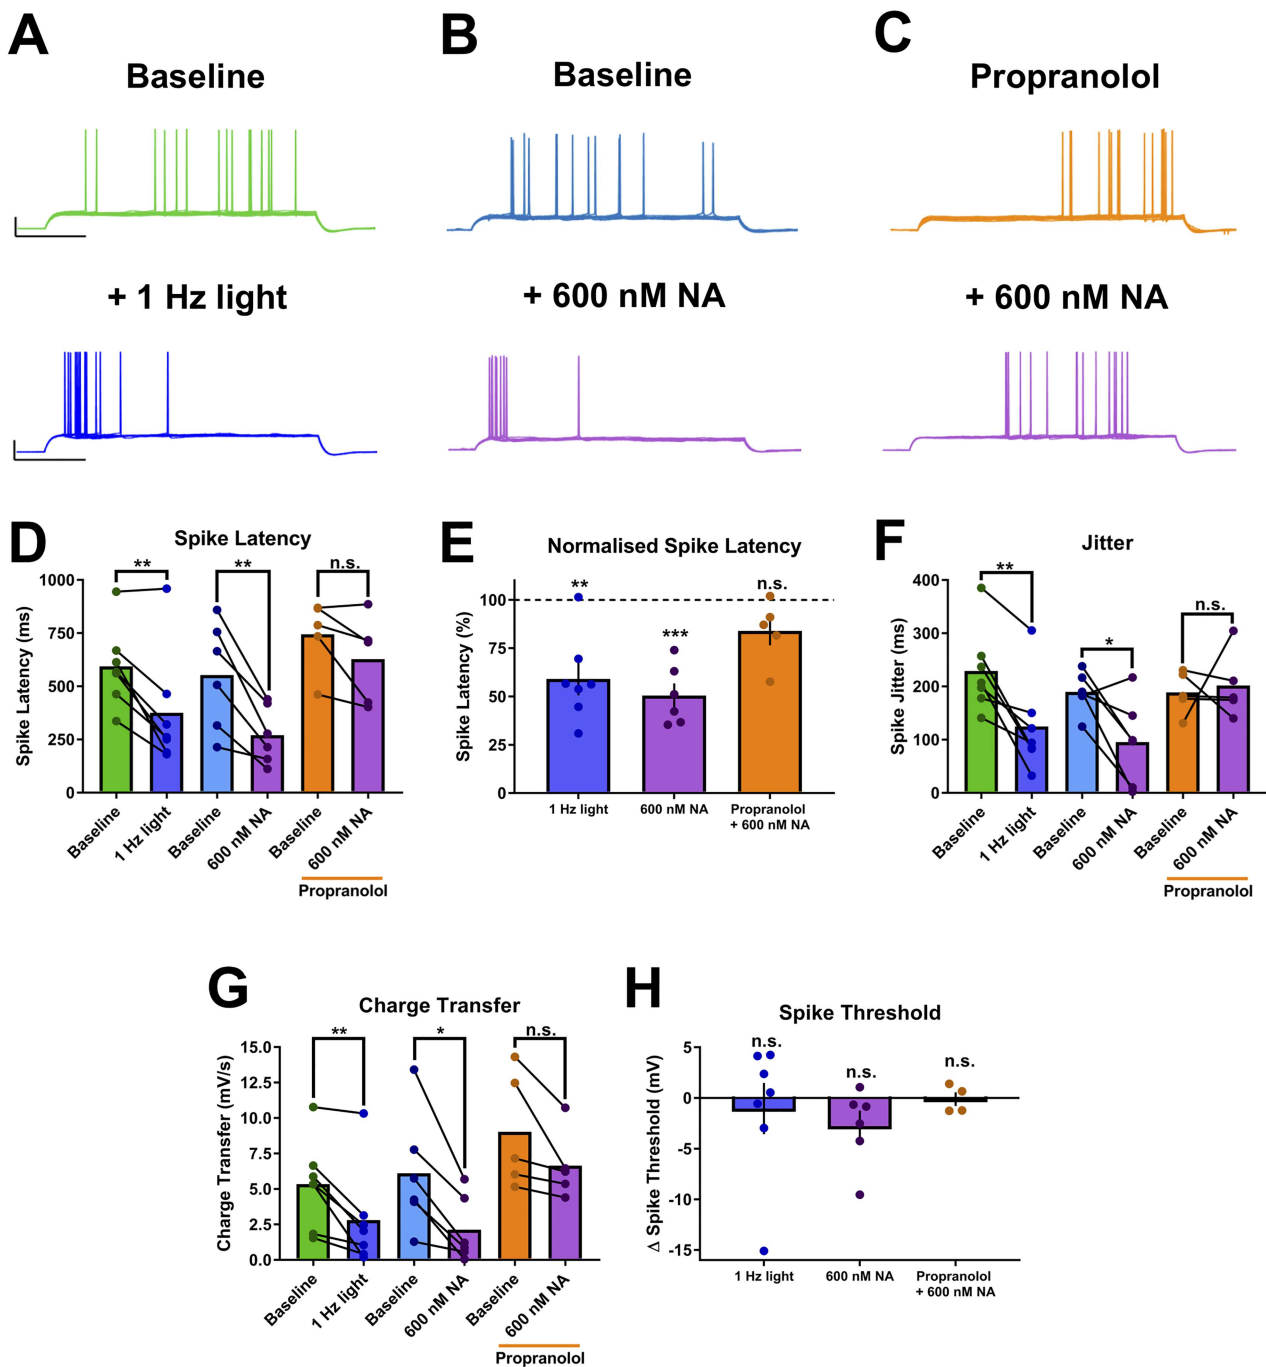 A
B
C
Baseline
Baseline
Propranolol
+ 1 Hz light
+ 600 nM NA
+ 600 nM NA
D
Spike Latency
**
**
n.s.
Spike Latency (ms)
1000
750
500
250
0
Baseline
1 Hz light
Baseline
600 nM NA
Baseline
600 nM NA
Propranolol
E
Normalised Spike Latency
**
***
n.s.
Spike Latency (%)
100
75
50
25
0
1 Hz light
600 nM NA
Propranolol
+ 600 nM NA
F
Jitter
**
*
n.s.
Spike Jitter (ms)
400
300
200
100
0
Baseline
1 Hz light
Baseline
600 nM NA
Baseline
600 nM NA
Propranolol
G
Charge Transfer
**
*
n.s.
Charge Transfer (mV/s)
15.0
12.5
10.0
7.5
5.0
2.5
0.0
Baseline
1 Hz light
Baseline
600 nM NA
Baseline
600 nM NA
Propranolol
H
Spike Threshold
n.s.
n.s.
n.s.
Δ Spike Threshold (mV)
5
0
-5
-10
-15
1 Hz light
600 nM NA
Propranolol
+ 600 nM NA